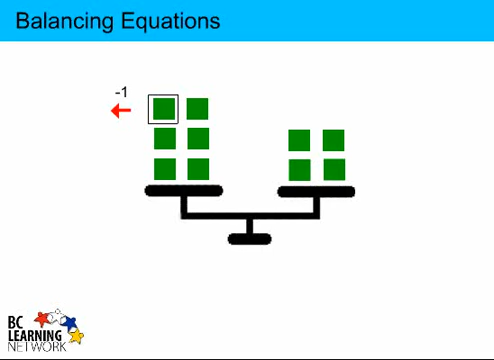 Balancing Equations
-1
BC
LEARNING
NETWORK